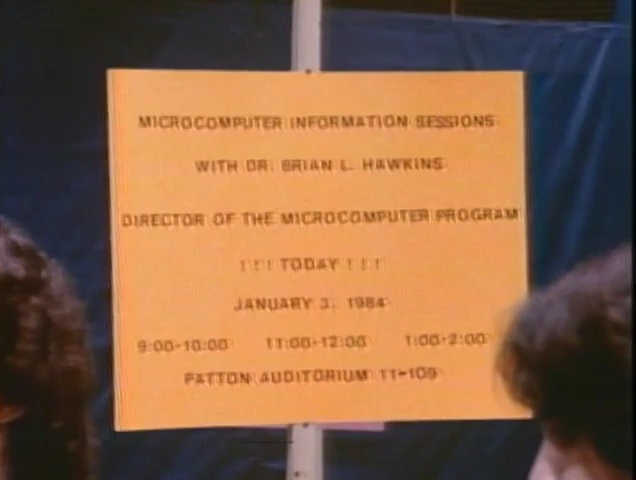 MICROCOMPUTER INFORMATION SESSIONS
WITH DR. BRIAN L. HAWKINS
DIRECTOR OF THE MICROCOMPUTER PROGRAM
!!! TODAY !!!
JANUARY 3, 1984
9:00-10:00 11:00-12:00 1:00-2:00
PATTON AUDITORIUM 11-109